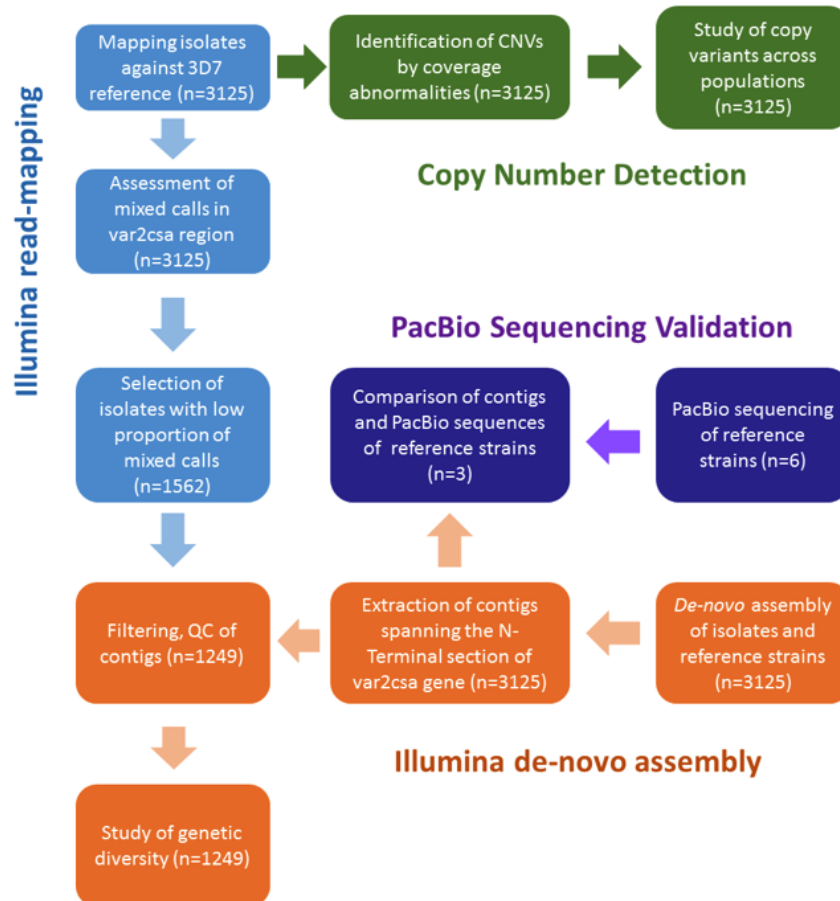 Illumina read-mapping
Mapping isolates
against 3D7
reference (n=3125)
Identification of CNVs
by coverage
abnormalities (n=3125)
Study of copy
variants across
populations
(n=3125)
Copy Number Detection
Assessment of
mixed calls in
var2csa region
(n=3125)
PacBio Sequencing Validation
Selection of
isolates with low
proportion of
mixed calls
(n=1562)
Comparison of contigs
and PacBio sequences
of reference strains
(n=3)
PacBio sequencing
of reference
strains (n=6)
Filtering, QC of
contigs (n=1249)
Extraction of contigs
spanning the N-
Terminal section of
var2csa gene (n=3125)
De-novo assembly
of isolates and
reference strains
(n=3125)
Illumina de-novo assembly
Study of genetic
diversity (n=1249)